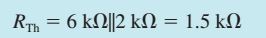 R_Th = 6 kΩ||2 kΩ = 1.5 kΩ